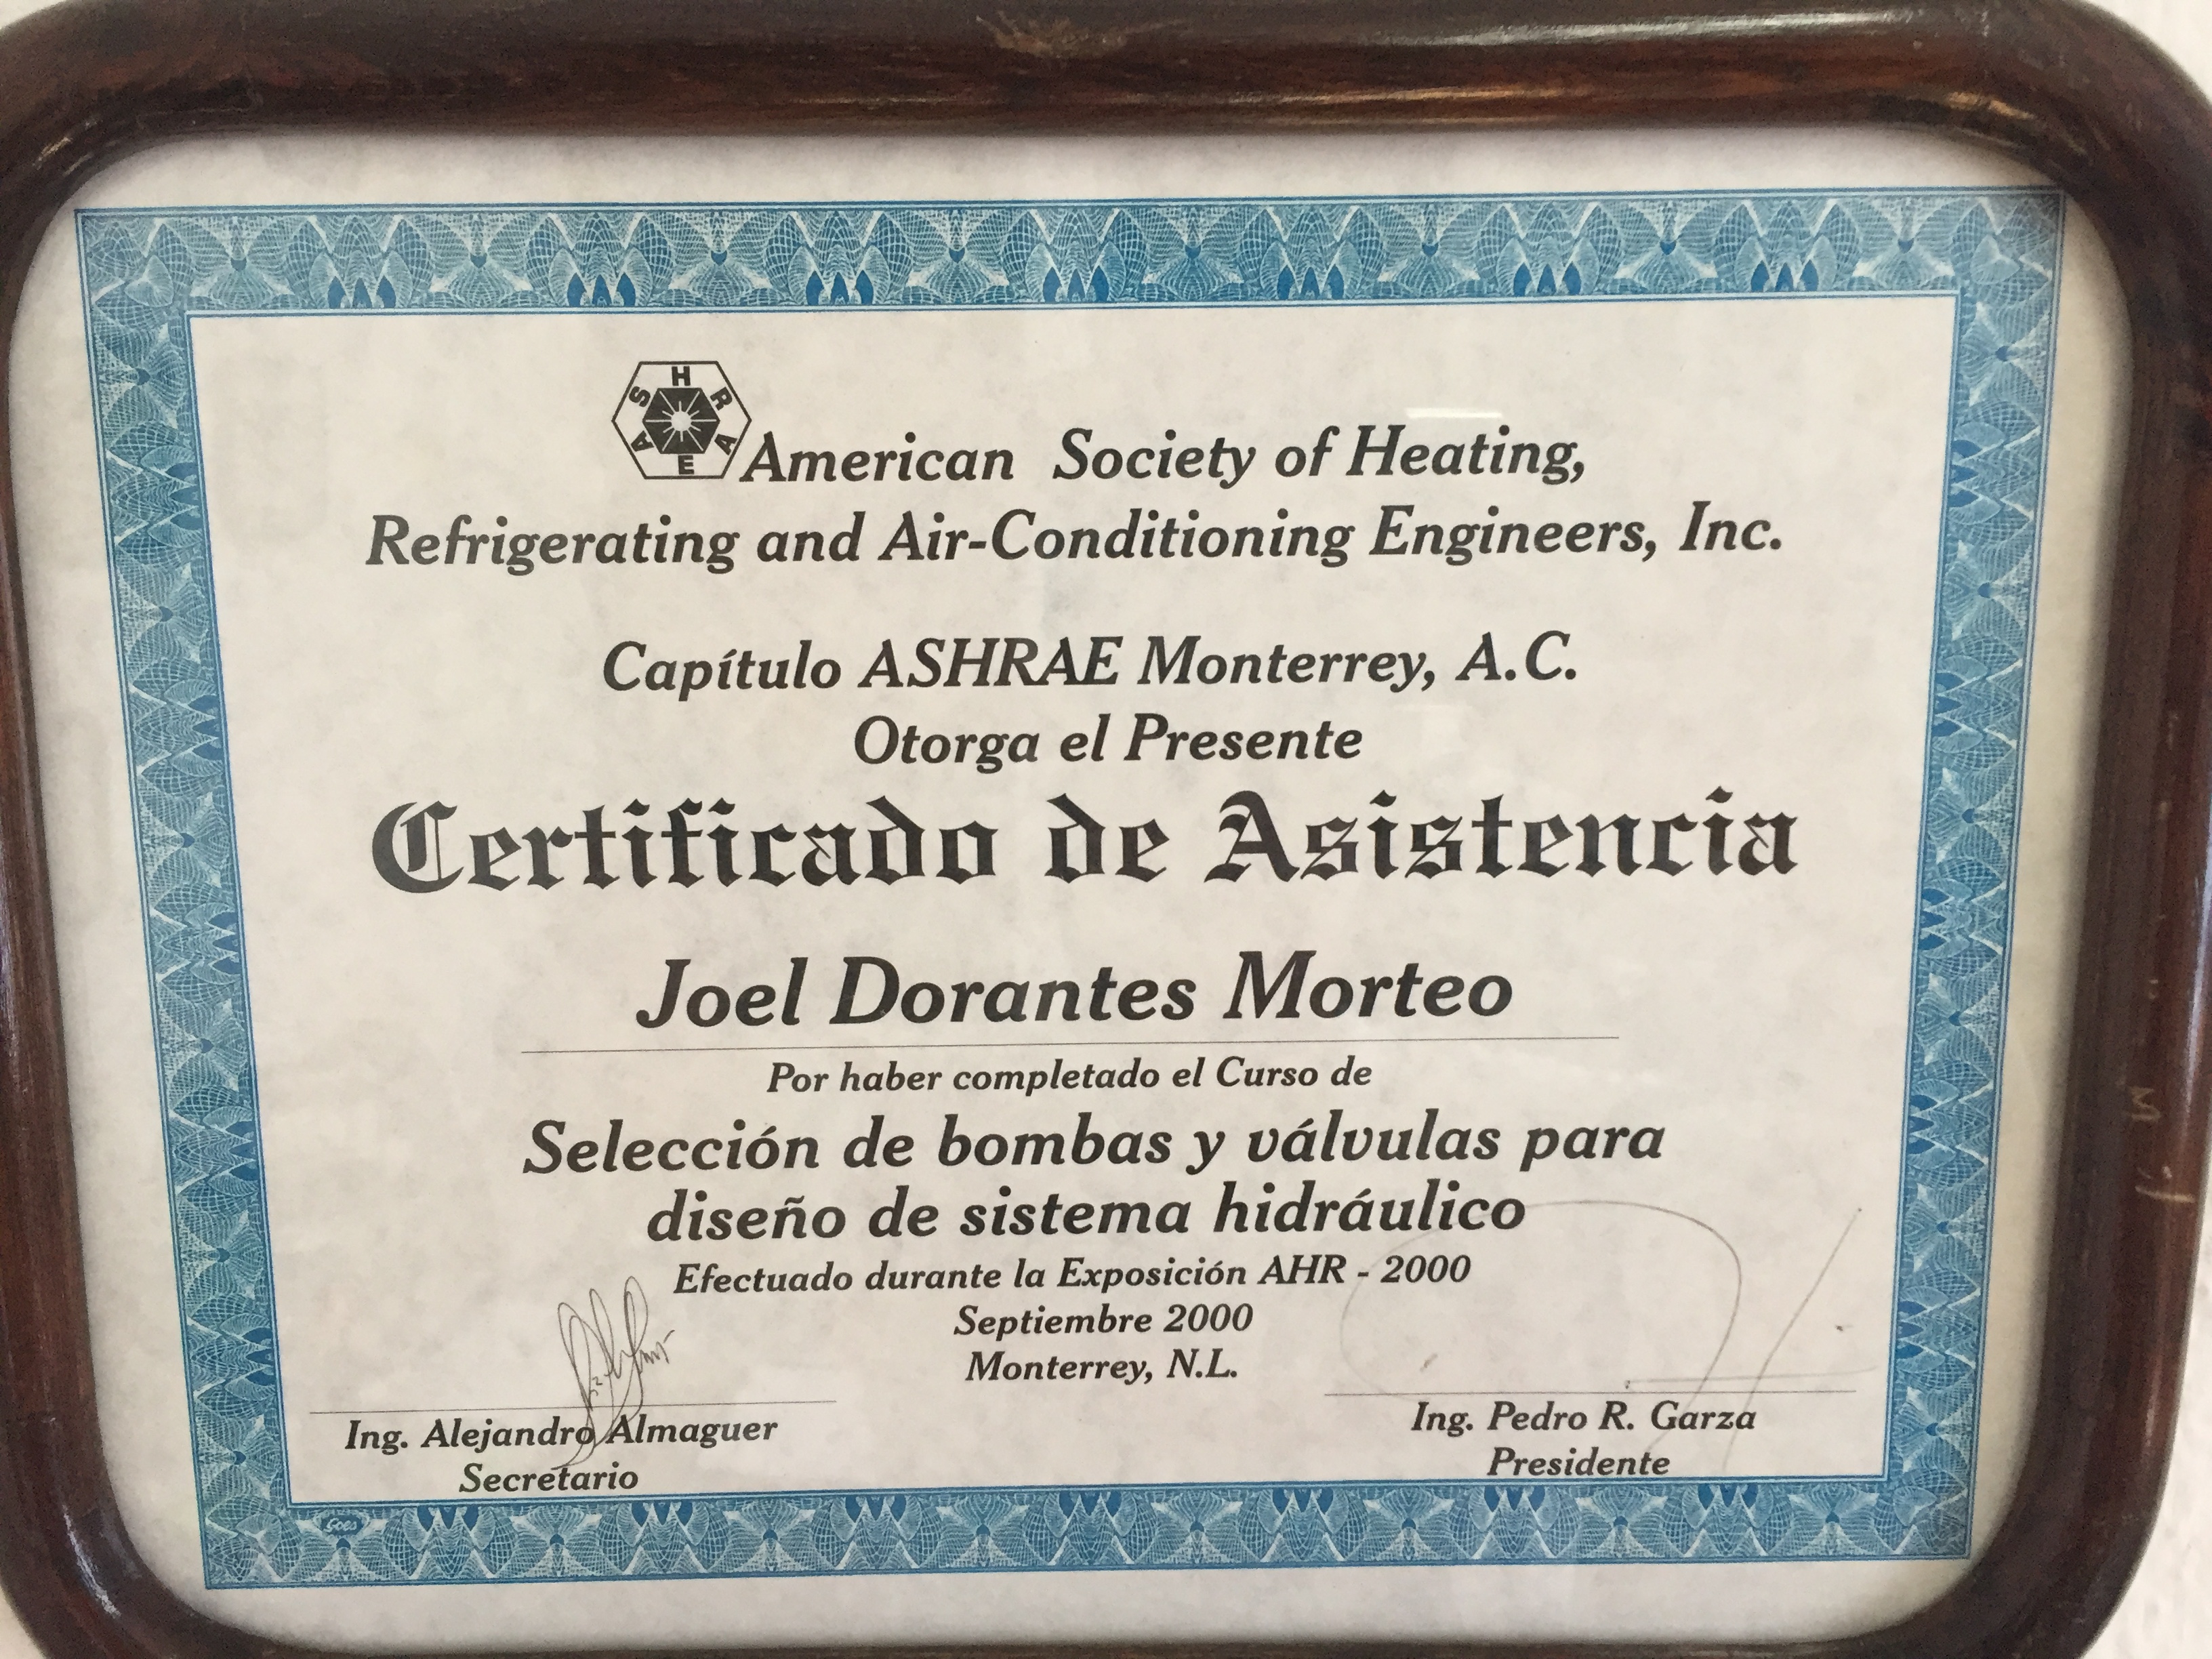 ASHRAE
American Society of Heating,
Refrigerating and Air-Conditioning Engineers, Inc.
Capítulo ASHRAE Monterrey, A.C.
Otorga el Presente
Certificado de Asistencia
Joel Dorantes Morteo
Por haber completado el Curso de
Selección de bombas y válvulas para
diseño de sistema hidráulico
Efectuado durante la Exposición AHR - 2000
Septiembre 2000
Monterrey, N.L.
Ing. Alejandro Almaguer
Secretario
Ing. Pedro R. Garza
Presidente
Goes